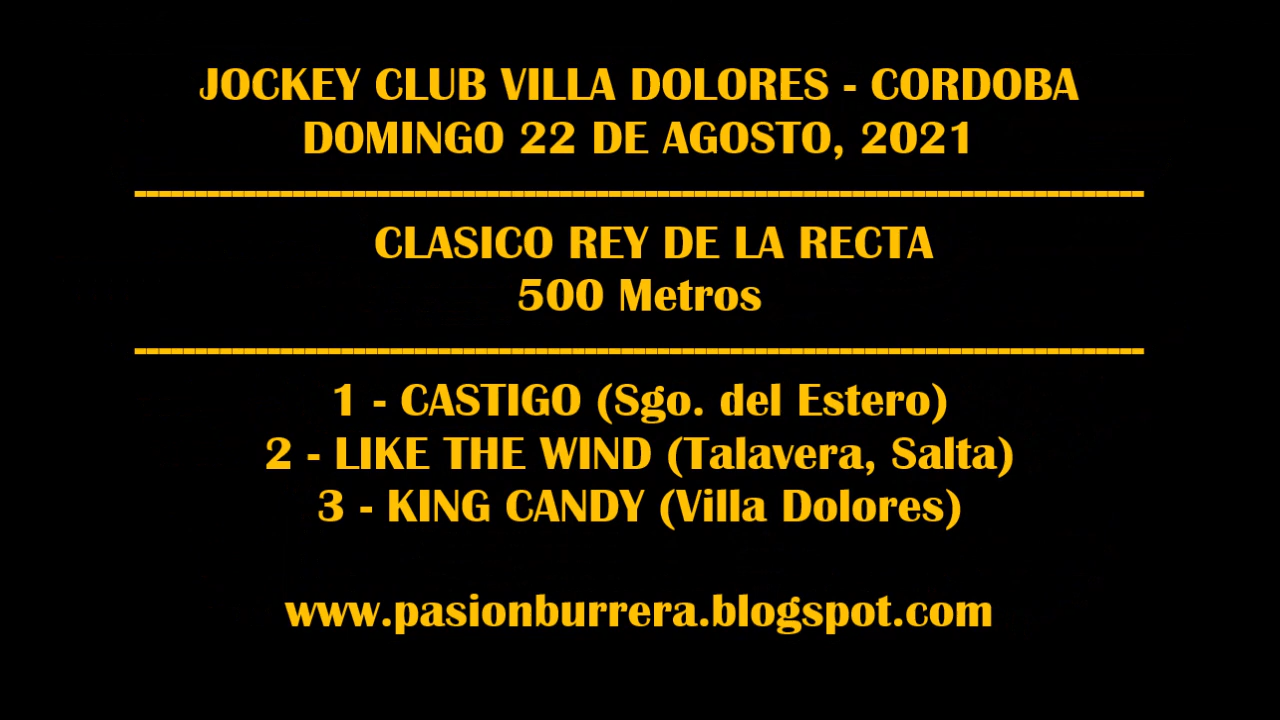 JOCKEY CLUB VILLA DOLORES - CORDOBA
DOMINGO 22 DE AGOSTO, 2021
CLASICO REY DE LA RECTA
500 Metros
1 - CASTIGO (Sgo. del Estero)
2 - LIKE THE WIND (Talavera, Salta)
3 - KING CANDY (Villa Dolores)
www.pasionburrera.blogspot.com